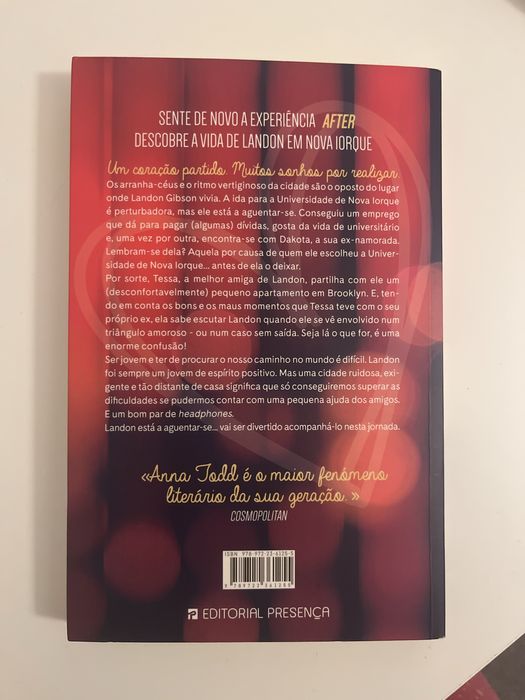 SENTE DE NOVO A EXPERIÊNCIA AFTER
DESCOBRE A VIDA DE LANDON EM NOVA IORQUE
Um coração partido. Muitos sonhos por realizar.
Os arranha-céus e o ritmo vertiginoso da cidade são o oposto do lugar
onde Landon Gibson vivia. A ida para a Universidade de Nova Iorque
é perturbadora, mas ele está a aguentar-se. Conseguiu um emprego
que dá para pagar (algumas) dívidas, gosta da vida de universitário
e, uma vez por outra, encontra-se com Dakota, a sua ex-namorada.
Lembram-se dela? Aquela por causa de quem ele escolheu a Univer-
sidade de Nova Iorque... antes de ela o deixar.
Por sorte, Tessa, a melhor amiga de Landon, partilha com ele um
(desconfortavelmente) pequeno apartamento em Brooklyn. E, ten-
do em conta os bons e os maus momentos que Tessa teve com o seu
próprio ex, ela sabe escutar Landon quando ele se vê envolvido num
triângulo amoroso - ou num caso sem saída. Seja lá o que for, é uma
enorme confusão!
Ser jovem e ter de procurar o nosso caminho no mundo é difícil. Landon
foi sempre um jovem de espírito positivo. Mas uma cidade ruidosa, exi-
gente e tão distante de casa significa que só conseguiremos superar as
dificuldades se pudermos contar com uma pequena ajuda dos amigos.
E um bom par de headphones.
Landon está a aguentar-se... vai ser divertido acompanhá-lo nesta jornada.
«Anna Todd é o maior fenómeno
literário da sua geração.»
COSMOPOLITAN
ISBN 978-972-23-6125-5
9 789722 361255
EDITORIAL PRESENÇA